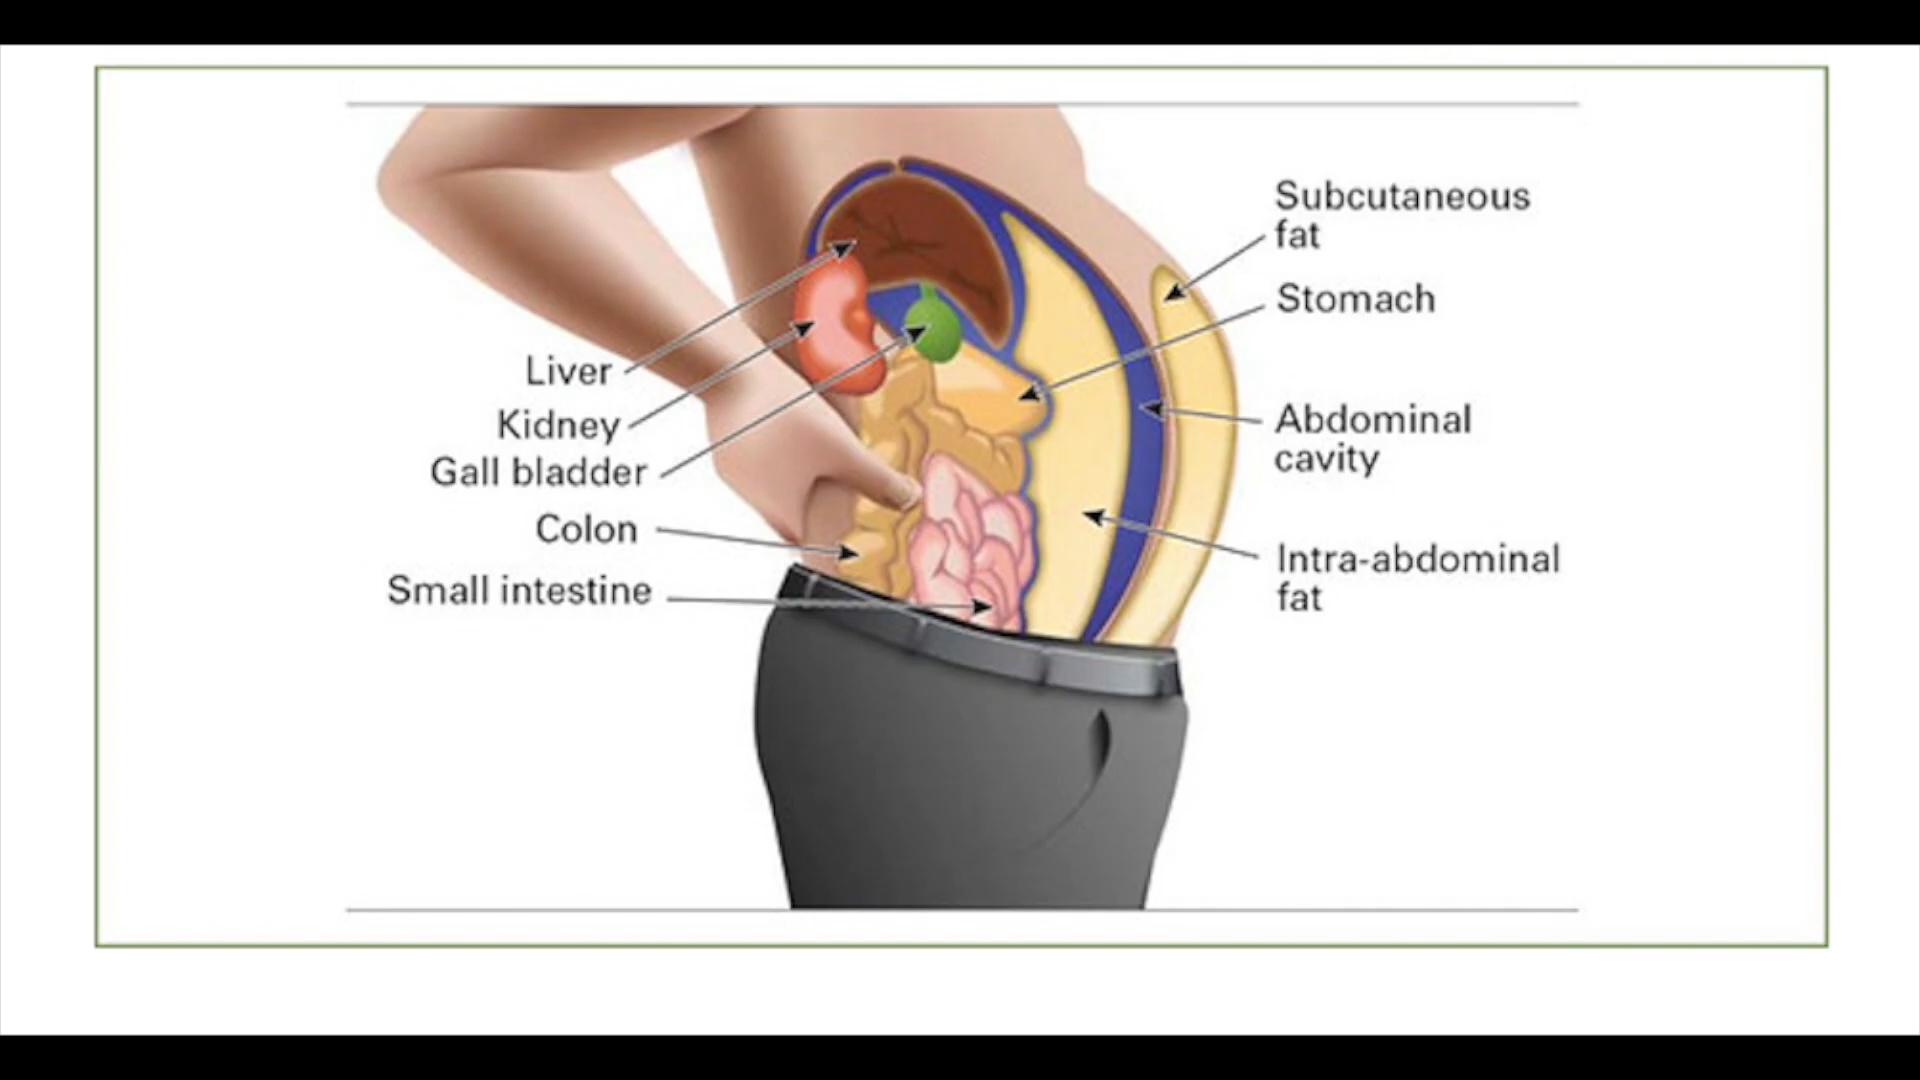 Liver
Kidney
Gall bladder
Colon
Small intestine
Subcutaneous
fat
Stomach
Abdominal
cavity
Intra-abdominal
fat